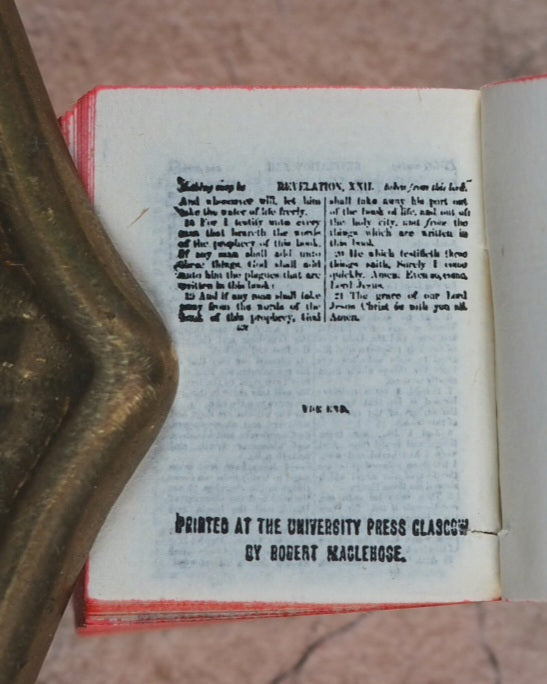 Nothing may be REVELATION, XXII. taken from this book.
And whosoever will, let him
take the water of life freely.
18 For I testify unto every
man that heareth the words
of the prophecy of this book,
If any man shall add unto
these things, God shall add
unto him the plagues that are
written in this book:
19 And if any man shall take
away from the words of the
book of this prophecy, God
shall take away his part out
of the book of life, and out of
the holy city, and from the
things which are written in
this book.
20 He which testifieth these
things saith, Surely I come
quickly. Amen. Even so, come,
Lord Jesus.
21 The grace of our Lord
Jesus Christ be with you all.
Amen.
THE END.
PRINTED AT THE UNIVERSITY PRESS GLASGOW
BY ROBERT MACLEHOSE.